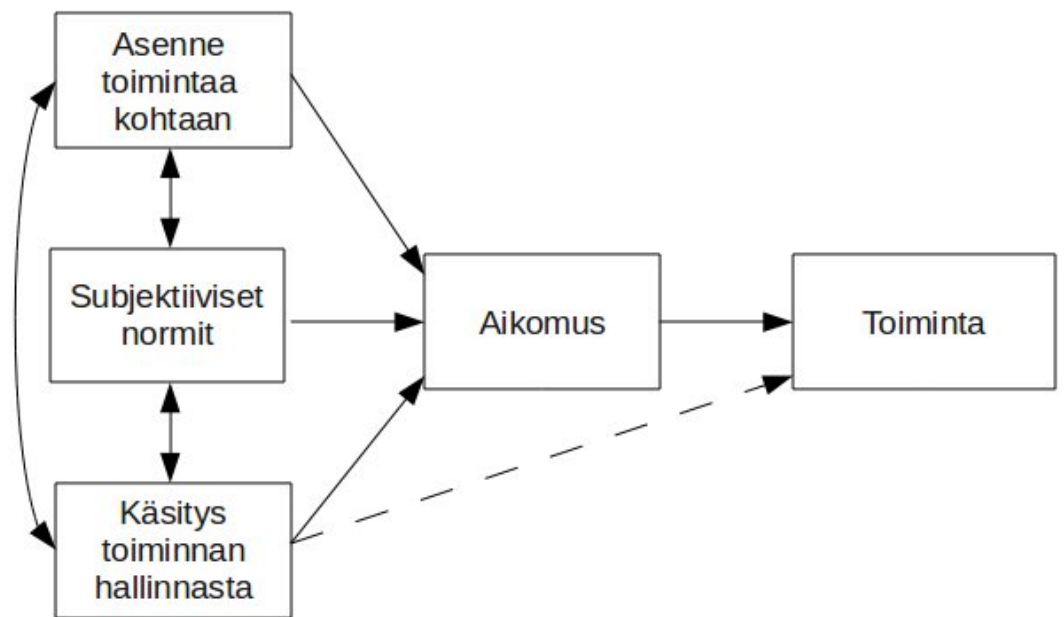 Asenne
toimintaa
kohtaan
Subjektiiviset
normit
Aikomus
Toiminta
Käsitys
toiminnan
hallinnasta